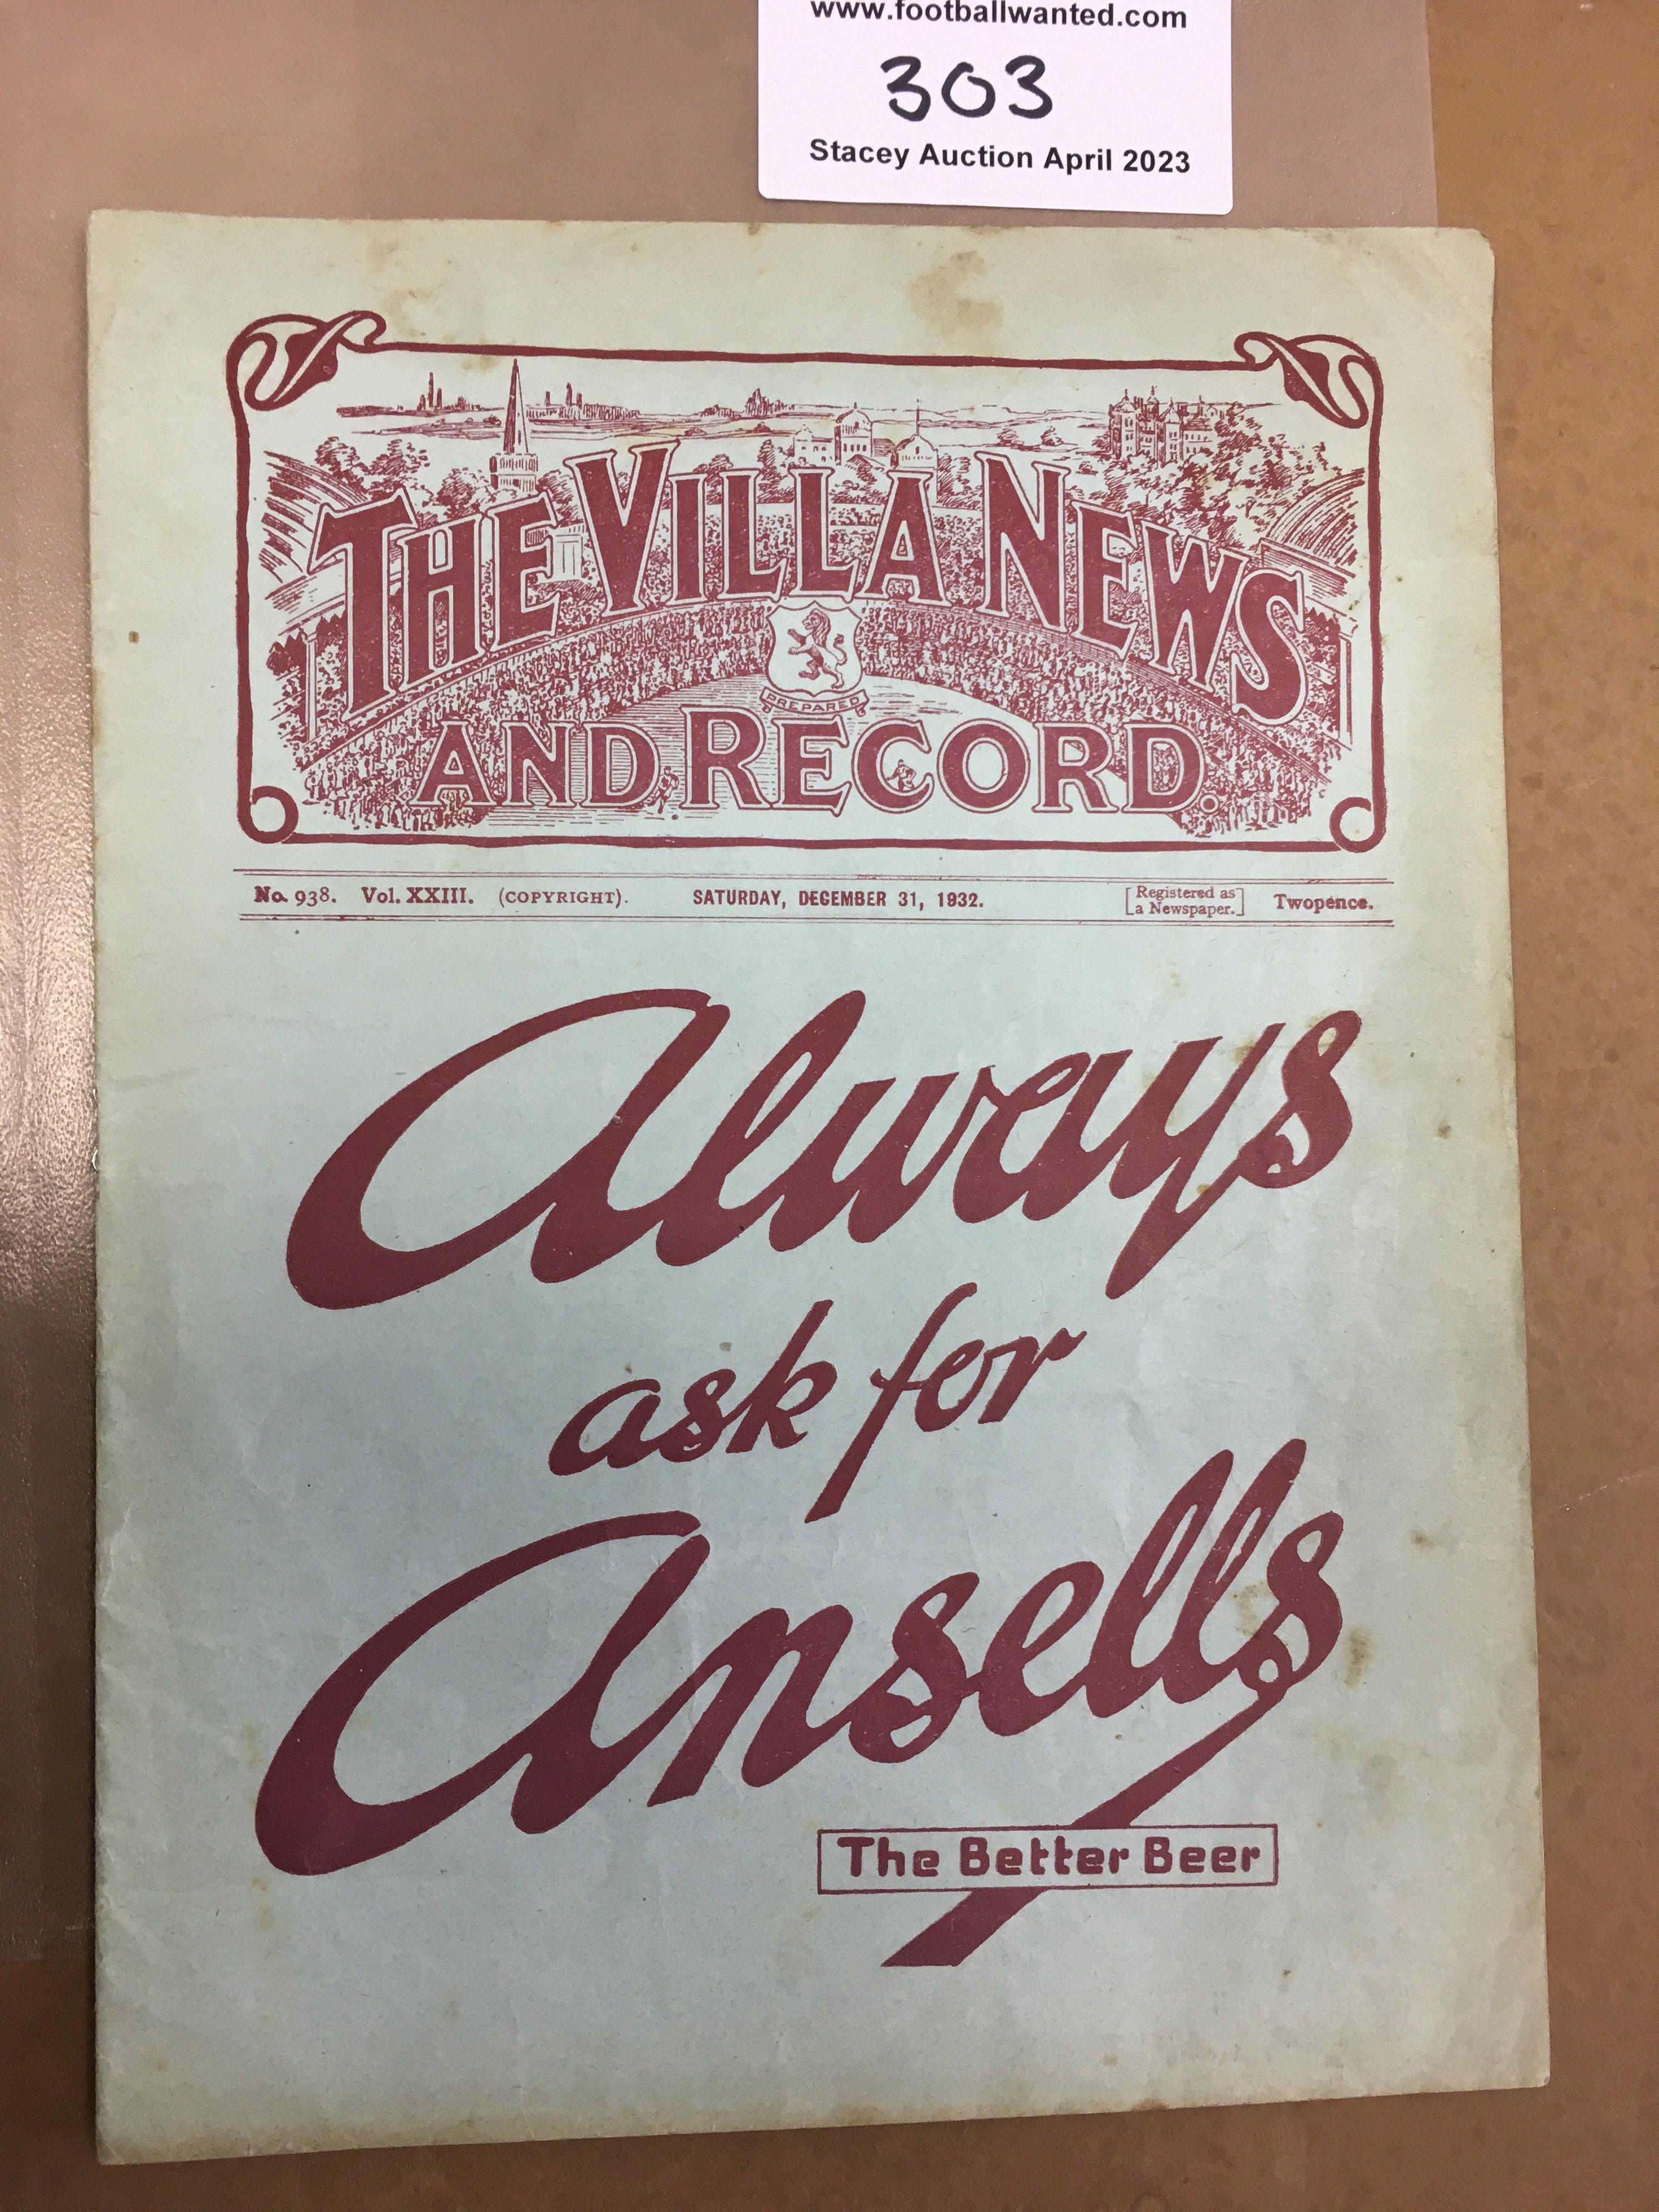 www.footballwanted.com
303
Stacey Auction April 2023
THE VILLA NEWS
PREPARED
AND RECORD.
No. 938. Vol. XXIII. (COPYRIGHT). SATURDAY, DECEMBER 31, 1932. [Registered as a Newspaper.] Twopence.
Always
ask for
Ansells
The Better Beer